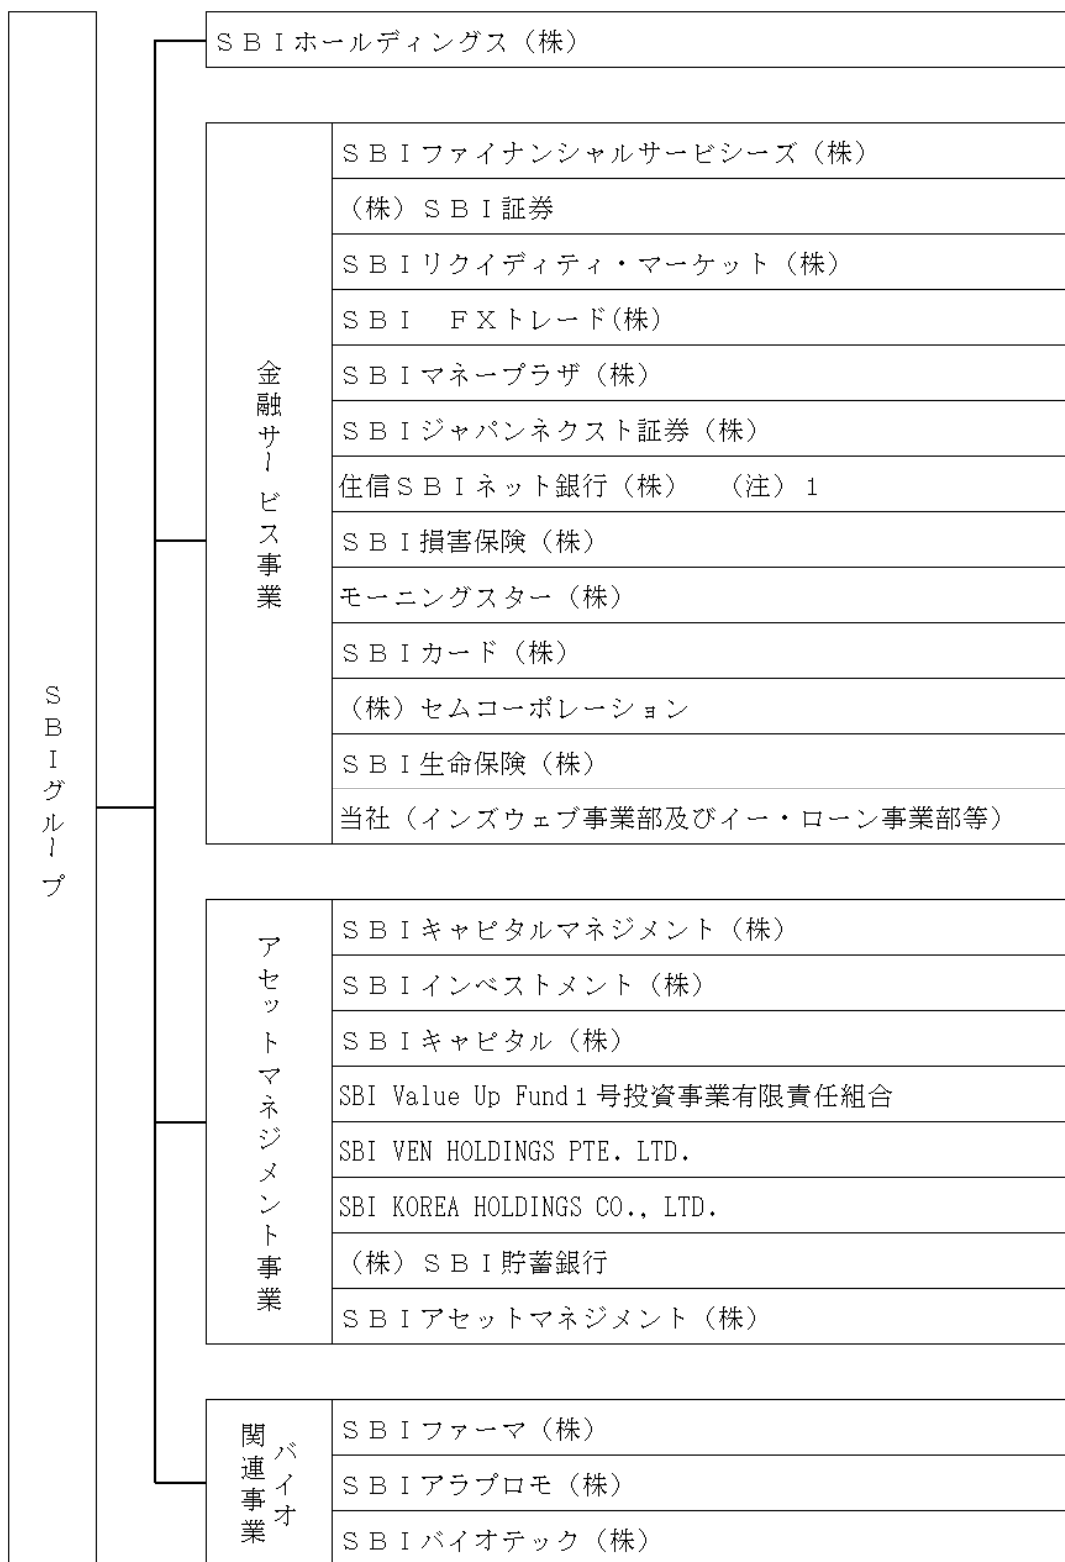 ＳＢＩグループ
ＳＢＩホールディングス（株）
金融サービス事業
ＳＢＩファイナンシャルサービシーズ（株）
（株）ＳＢＩ証券
ＳＢＩリクイディティ・マーケット（株）
ＳＢＩ　ＦＸトレード(株)
ＳＢＩマネープラザ（株）
ＳＢＩジャパンネクスト証券（株）
住信ＳＢＩネット銀行（株）　（注）１
ＳＢＩ損害保険（株）
モーニングスター（株）
ＳＢＩカード（株）
（株）セムコーポレーション
ＳＢＩ生命保険（株）
当社（インズウェブ事業部及びイー・ローン事業部等）
アセットマネジメント事業
ＳＢＩキャピタルマネジメント（株）
ＳＢＩインベストメント（株）
ＳＢＩキャピタル（株）
SBI Value Up Fund１号投資事業有限責任組合
SBI VEN HOLDINGS PTE. LTD.
SBI KOREA HOLDINGS CO., LTD.
（株）ＳＢＩ貯蓄銀行
ＳＢＩアセットマネジメント（株）
バイオ
関連事業
ＳＢＩファーマ（株）
ＳＢＩアラプロモ（株）
ＳＢＩバイオテック（株）